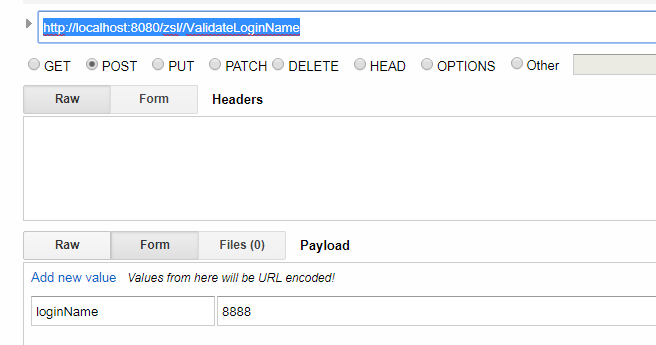 http://localhost:8080/zsl//ValidateLoginName
GET POST PUT PATCH DELETE HEAD OPTIONS Other
Raw Form Headers
Raw Form Files (0) Payload
Add new value Values from here will be URL encoded!
loginName 8888